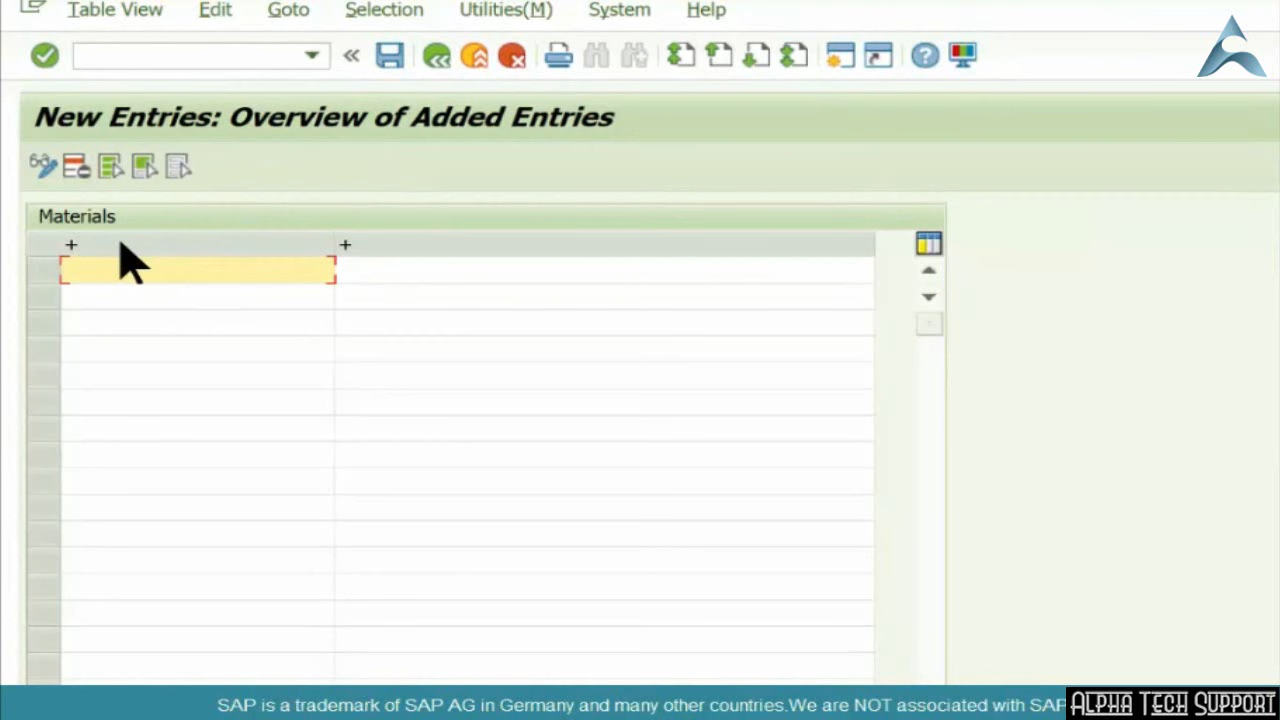 Table View Edit Goto Selection Utilities(M) System Help
New Entries: Overview of Added Entries
Materials
+ +
SAP is a trademark of SAP AG in Germany and many other countries.We are NOT associated with SAP
ALPHA TECH SUPPORT